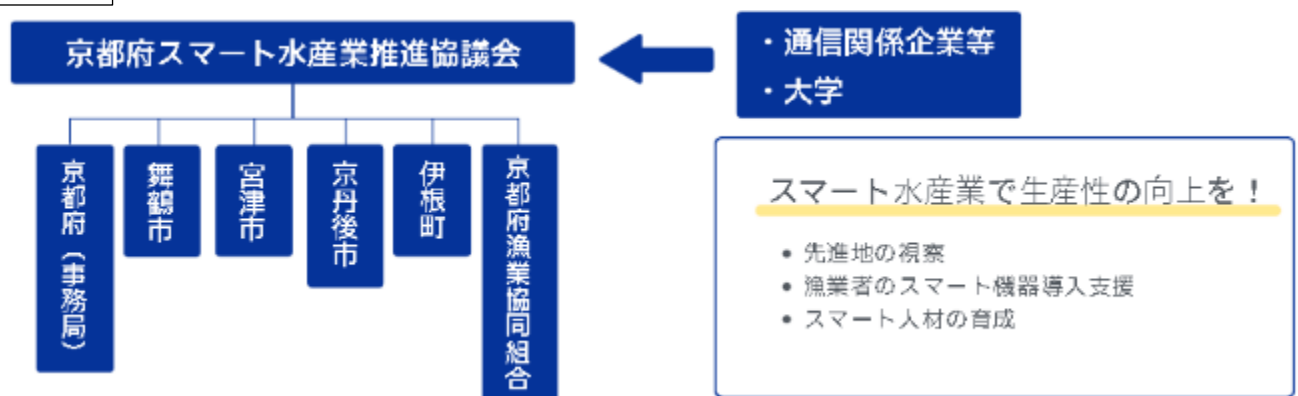 京都府スマート水産業推進協議会
・通信関係企業等
・大学
京都府（事務局）
舞鶴市
宮津市
京丹後市
伊根町
京都府漁業協同組合
スマート水産業で生産性の向上を！
• 先進地の視察
• 漁業者のスマート機器導入支援
• スマート人材の育成